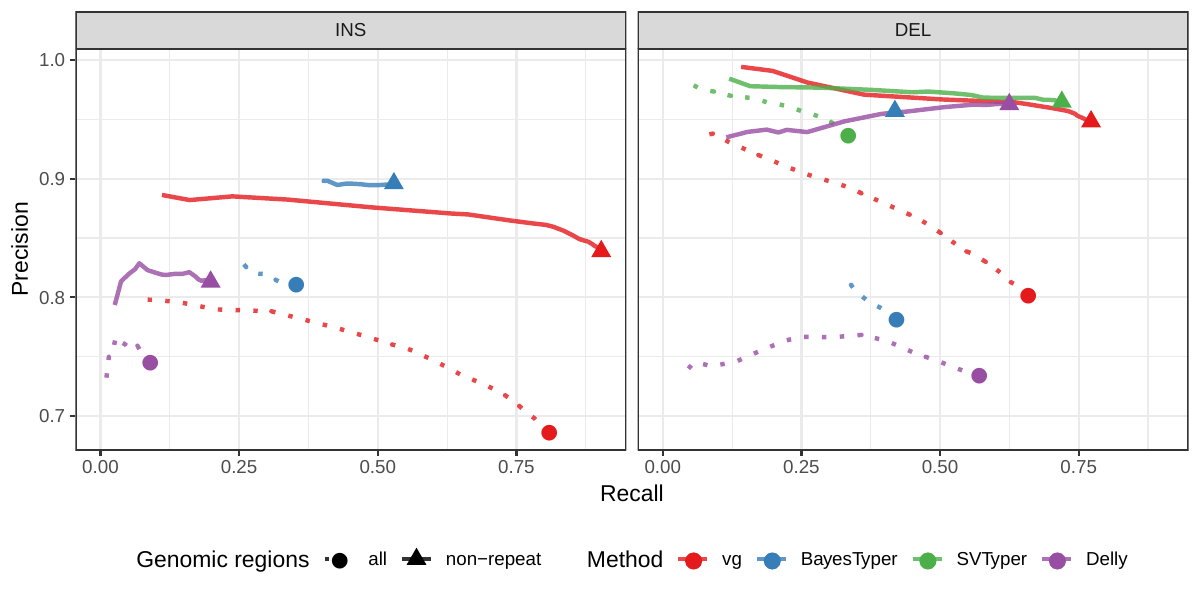 INS
DEL
1.0
0.9
0.8
0.7
Precision
0.00 0.25 0.50 0.75
0.00 0.25 0.50 0.75
Recall
Genomic regions all non−repeat Method vg BayesTyper SVTyper Delly